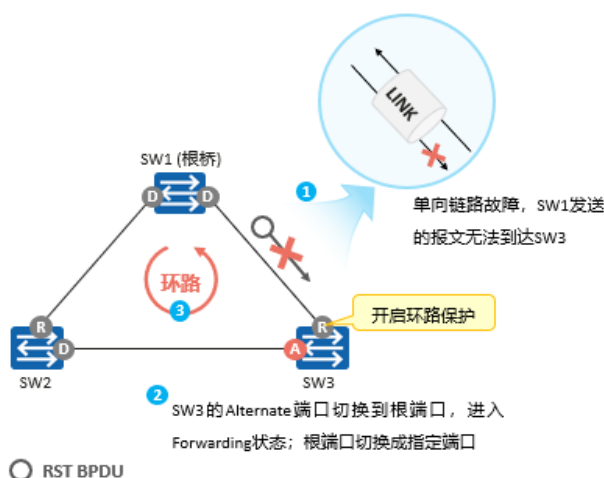 LINK
SW1 (根桥)
D
D
1
单向链路故障，SW1发送
的报文无法到达SW3
环路
3
R
开启环路保护
R
D
A
SW2
SW3
2
SW3的Alternate端口切换到根端口，进入
Forwarding状态；根端口切换成指定端口
RST BPDU